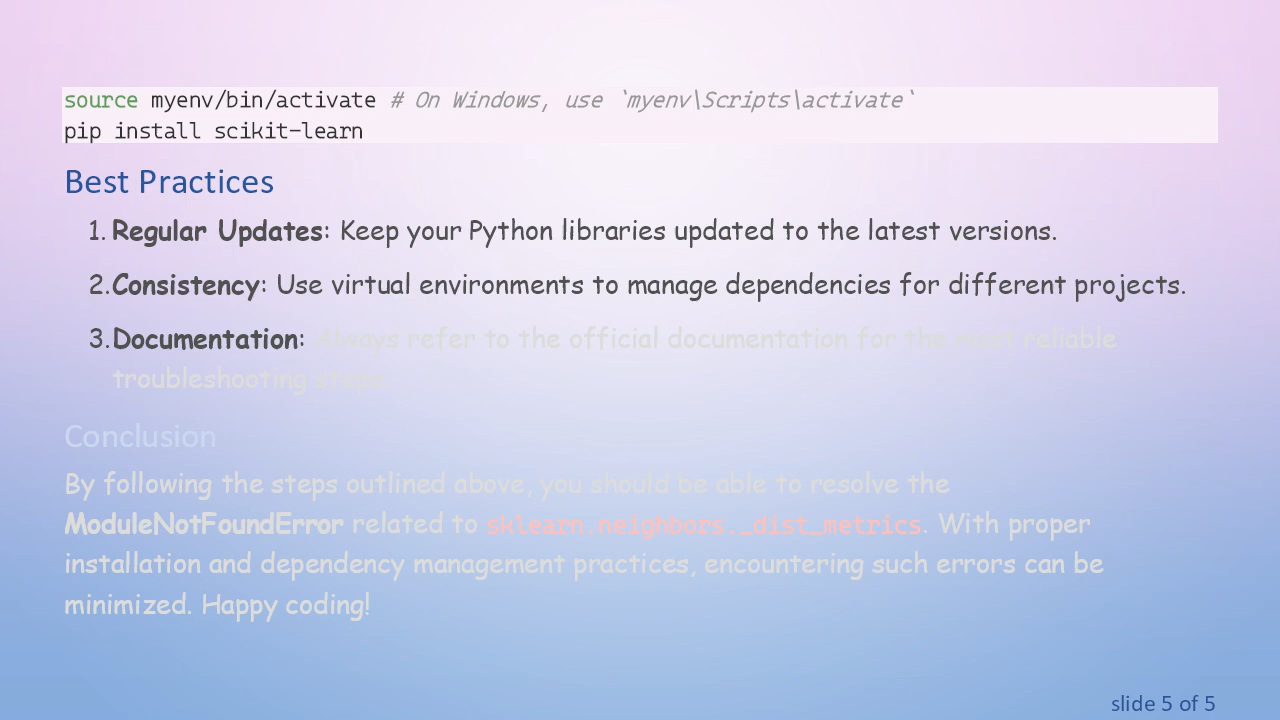 source myenv/bin/activate # On Windows, use `myenv\Scripts\activate`
pip install scikit-learn
Best Practices
1. Regular Updates: Keep your Python libraries updated to the latest versions.
2. Consistency: Use virtual environments to manage dependencies for different projects.
3. Documentation: Always refer to the official documentation for the most reliable
troubleshooting steps.
Conclusion
By following the steps outlined above, you should be able to resolve the
ModuleNotFoundError related to sklearn.neighbors._dist_metrics. With proper
installation and dependency management practices, encountering such errors can be
minimized. Happy coding!
slide 5 of 5